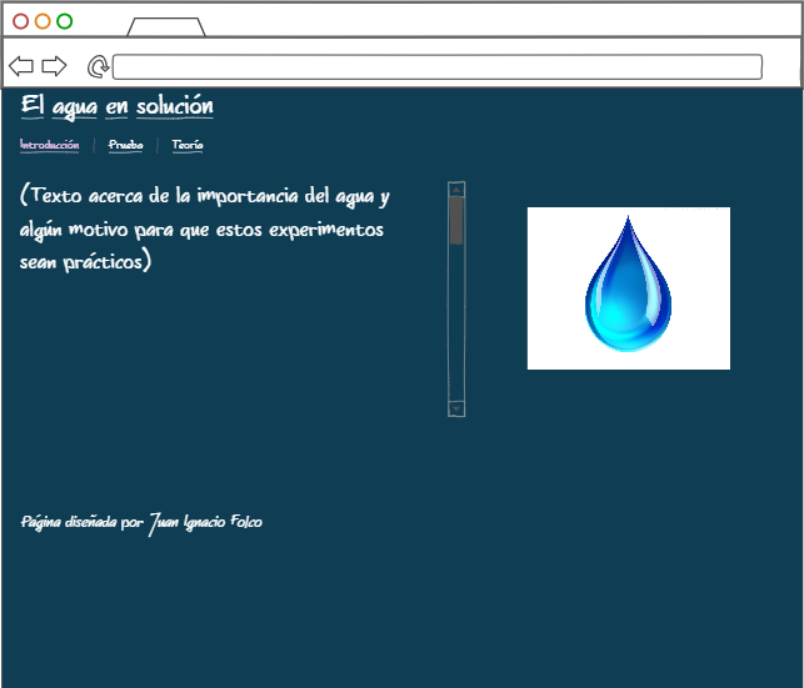 El agua en solución
Introducción | Prueba | Teoría
(Texto acerca de la importancia del agua y
algún motivo para que estos experimentos
sean prácticos)
Página diseñada por Juan Ignacio Folco